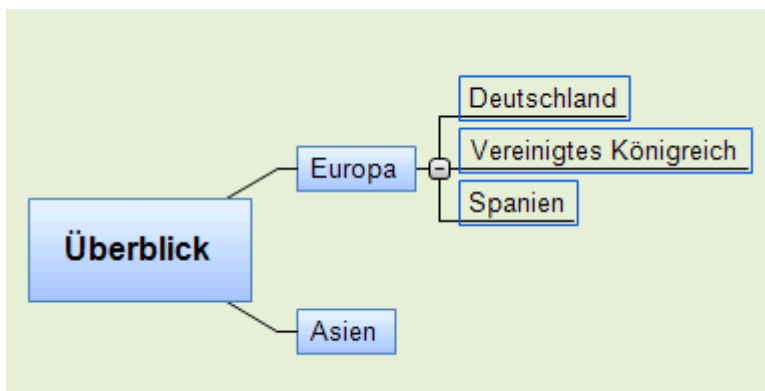 Überblick
Europa
Deutschland
Vereinigtes Königreich
Spanien
Asien